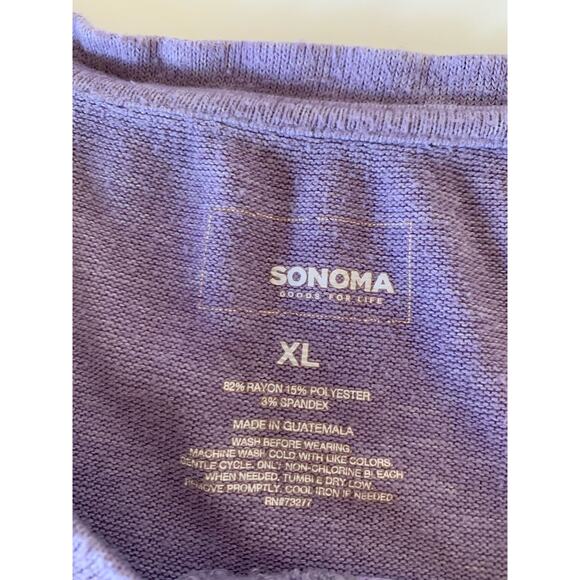 SONOMA
GOODS FOR LIFE
XL
82% RAYON 15% POLYESTER
3% SPANDEX
MADE IN GUATEMALA
WASH BEFORE WEARING
MACHINE WASH COLD WITH LIKE COLORS.
GENTLE CYCLE. ONLY NON-CHLORINE BLEACH
WHEN NEEDED. TUMBLE DRY LOW.
REMOVE PROMPTLY. COOL IRON IF NEEDED
RN#73277